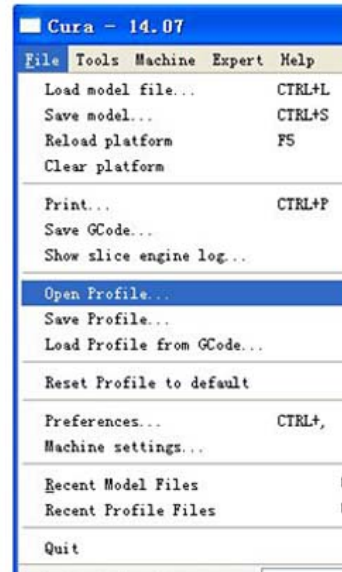 Cura - 14.07
File Tools Machine Expert Help
Load model file... CTRL+L
Save model... CTRL+S
Reload platform F5
Clear platform
Print... CTRL+P
Save GCode...
Show slice engine log...
Open Profile...
Save Profile...
Load Profile from GCode...
Reset Profile to default
Preferences... CTRL+,
Machine settings...
Recent Model Files
Recent Profile Files
Quit